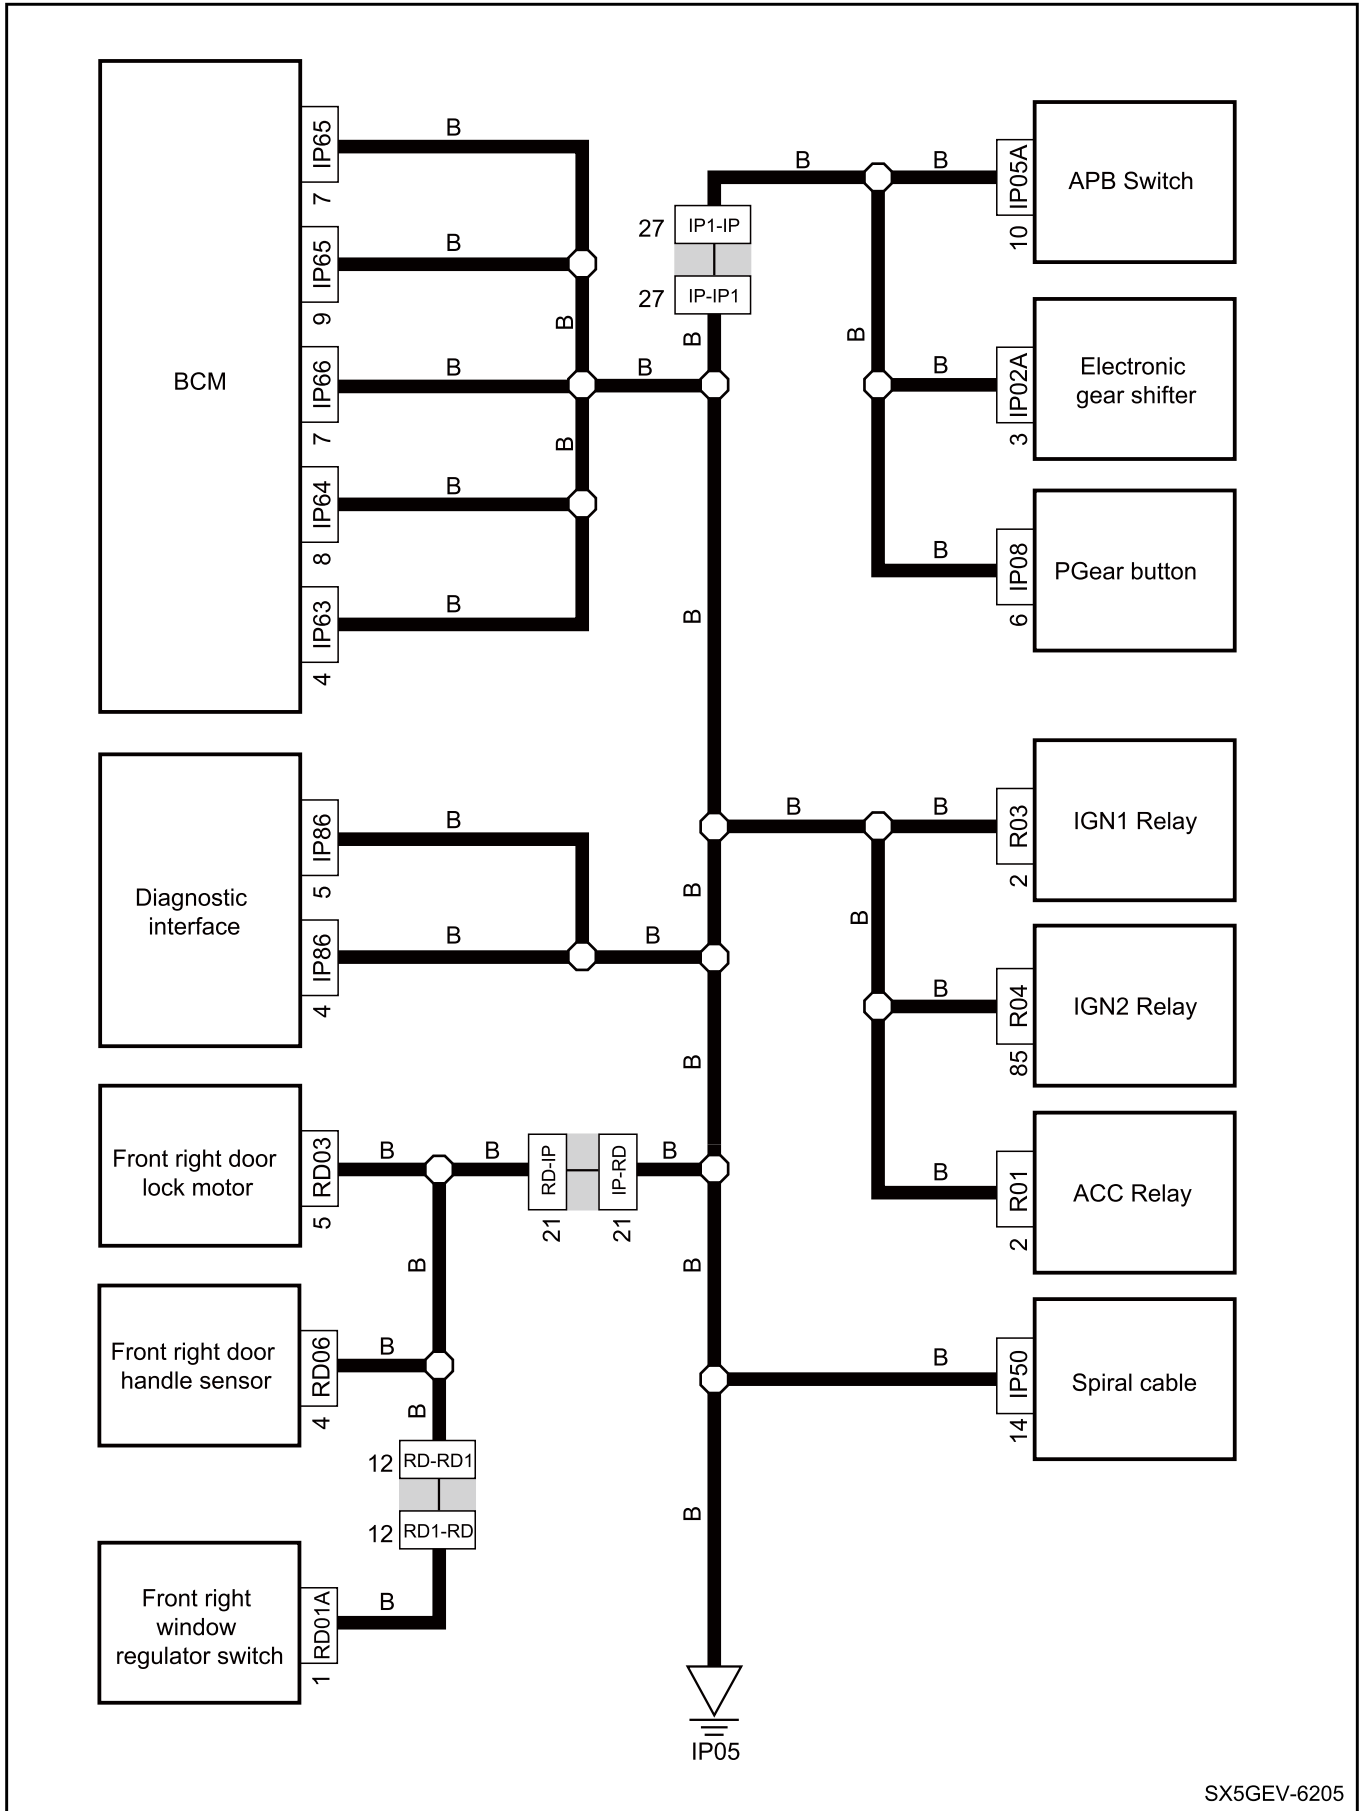 BCM
IP65
7
B
IP65
9
B
B
IP66
7
B
B
B
IP64
8
B
IP63
4
B
27
IP1-IP
27
IP-IP1
B
B
B
B
IP05A
10
APB Switch
B
B
IP02A
3
Electronic
gear shifter
B
IP08
6
PGear button
Diagnostic
interface
IP86
5
B
IP86
4
B
B
B
B
B
B
R03
2
IGN1 Relay
B
B
R04
85
IGN2 Relay
B
R01
2
ACC Relay
Front right door
lock motor
RD03
5
B
B
RD-IP
21
IP-RD
21
B
B
B
Front right door
handle sensor
RD06
4
B
B
12
RD-RD1
12
RD1-RD
Front right
window
regulator switch
RD01A
1
B
B
IP50
14
Spiral cable
B
IP05
SX5GEV-6205